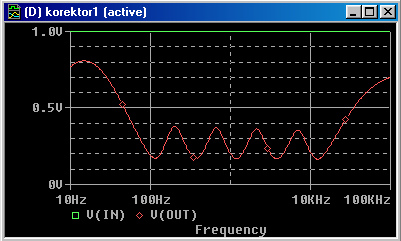 (D) korektor1 (active)
1.0V
0.5V
0V
10Hz 100Hz 10KHz 100KHz
V(IN) V(OUT)
Frequency